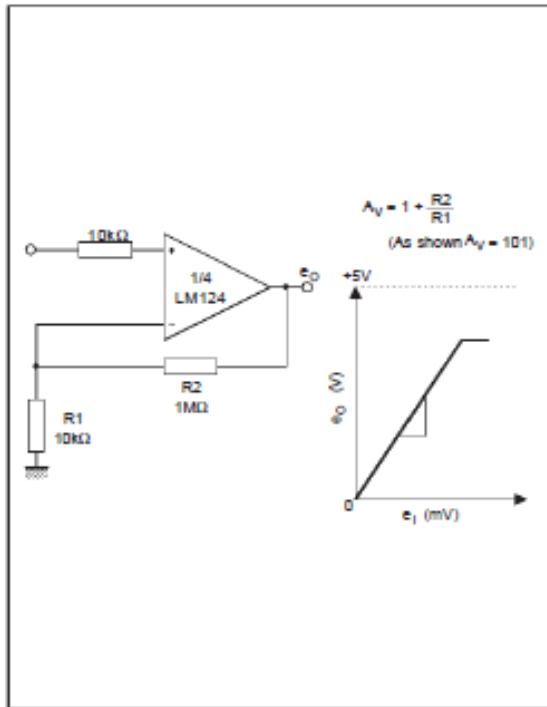 A_V = 1 + R2/R1
(As shown A_V = 101)
10kΩ
1/4
LM124
+
-
e_O
R2
1MΩ
R1
10kΩ
+5V
e_O (V)
0
e_I (mV)